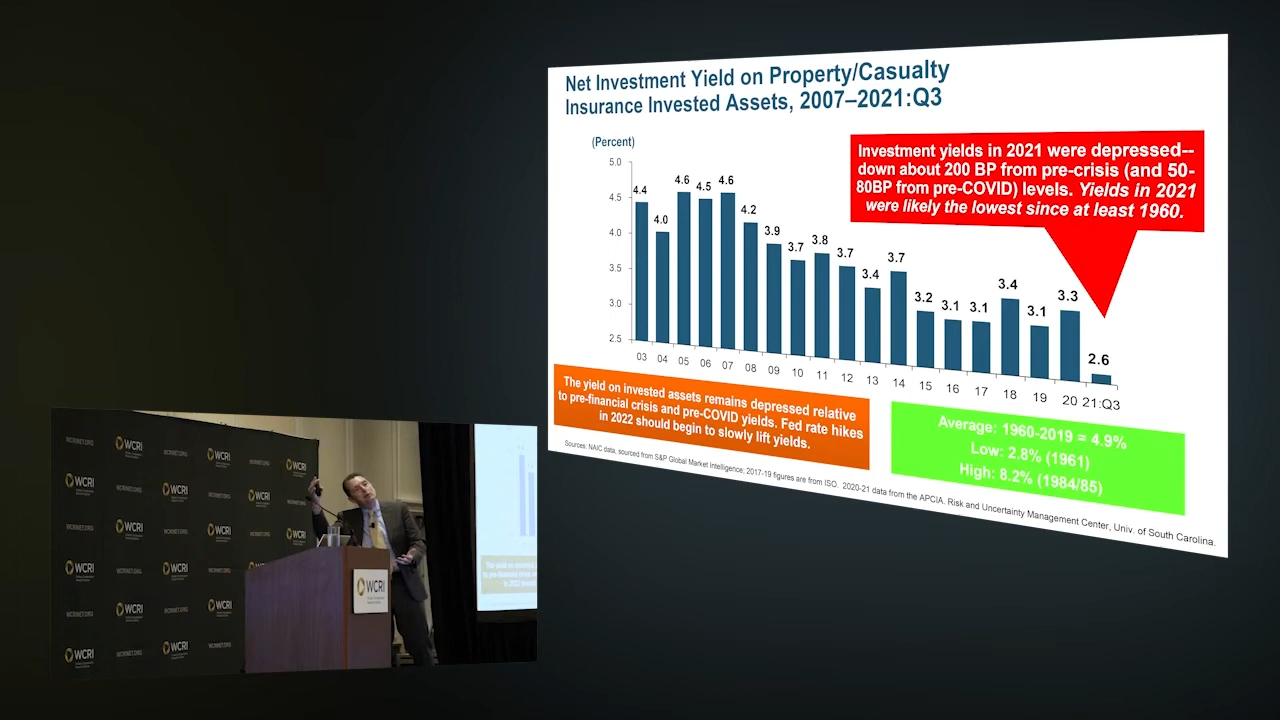 Net Investment Yield on Property/Casualty
Insurance Invested Assets, 2007–2021:Q3
(Percent)
Investment yields in 2021 were depressed--
down about 200 BP from pre-crisis (and 50-
80BP from pre-COVID) levels. Yields in 2021
were likely the lowest since at least 1960.
5.0
4.5
4.0
3.5
3.0
2.5
4.4
4.0
4.6
4.5
4.6
4.2
3.9
3.7
3.8
3.7
3.4
3.7
3.2
3.1
3.1
3.4
3.1
3.3
2.6
03 04 05 06 07 08 09 10 11 12 13 14 15 16 17 18 19 20 21:Q3
The yield on invested assets remains depressed relative
to pre-financial crisis and pre-COVID yields. Fed rate hikes
in 2022 should begin to slowly lift yields.
Average: 1960-2019 = 4.9%
Low: 2.8% (1961)
High: 8.2% (1984/85)
Sources: NAIC data, sourced from S&P Global Market Intelligence; 2017-19 figures are from ISO. 2020-21 data from the APCIA. Risk and Uncertainty Management Center, Univ. of South Carolina.
WCRINET.ORG
WCRI
WCRI